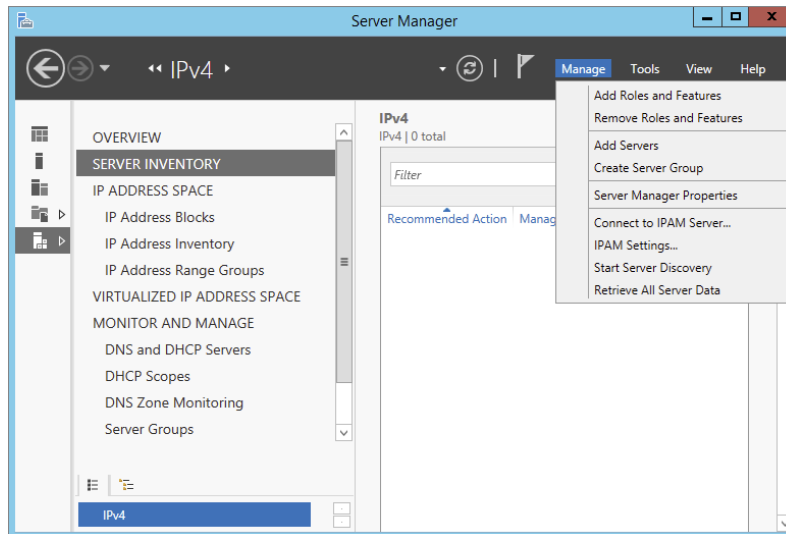 Server Manager
IPv4
Manage Tools View Help
Add Roles and Features
Remove Roles and Features
Add Servers
Create Server Group
Server Manager Properties
Connect to IPAM Server...
IPAM Settings...
Start Server Discovery
Retrieve All Server Data
OVERVIEW
SERVER INVENTORY
IP ADDRESS SPACE
IP Address Blocks
IP Address Inventory
IP Address Range Groups
VIRTUALIZED IP ADDRESS SPACE
MONITOR AND MANAGE
DNS and DHCP Servers
DHCP Scopes
DNS Zone Monitoring
Server Groups
IPv4
IPv4
IPv4 | 0 total
Filter
Recommended Action Manag